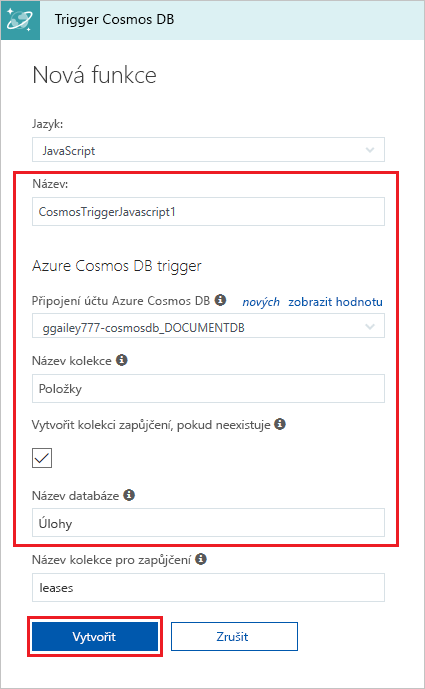 Trigger Cosmos DB
Nová funkce
Jazyk:
JavaScript
Název:
CosmosTriggerJavascript1
Azure Cosmos DB trigger
Připojení účtu Azure Cosmos DB nových zobrazit hodnotu
ggailey777-cosmosdb_DOCUMENTDB
Název kolekce
Položky
Vytvořit kolekci zapůjčení, pokud neexistuje
Název databáze
Úlohy
Název kolekce pro zapůjčení
leases
Vytvořit Zrušit